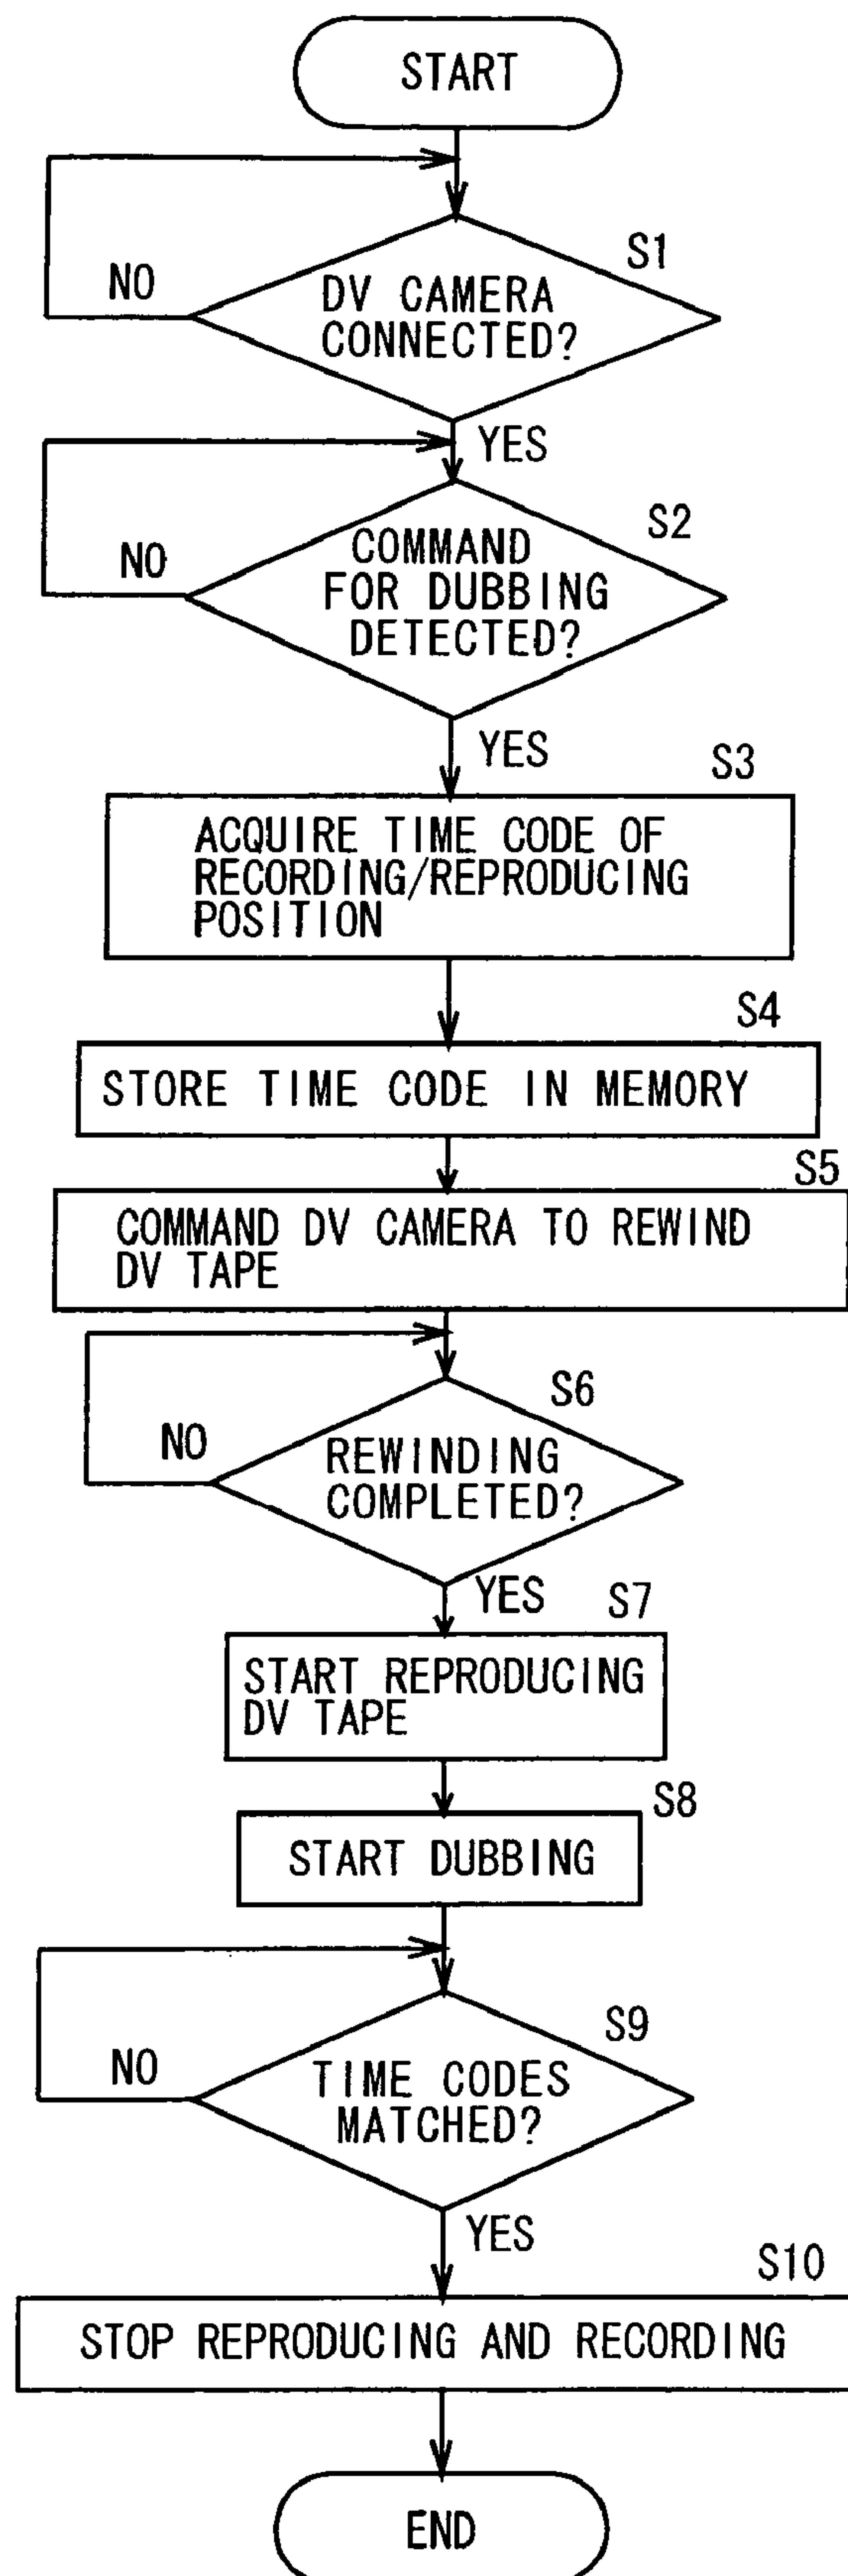 START
S1
NO
DV CAMERA
CONNECTED?
YES
S2
NO
COMMAND
FOR DUBBING
DETECTED?
YES
S3
ACQUIRE TIME CODE OF
RECORDING/REPRODUCING
POSITION
S4
STORE TIME CODE IN MEMORY
S5
COMMAND DV CAMERA TO REWIND
DV TAPE
S6
NO
REWINDING
COMPLETED?
YES
S7
START REPRODUCING
DV TAPE
S8
START DUBBING
S9
NO
TIME CODES
MATCHED?
YES
S10
STOP REPRODUCING AND RECORDING
END